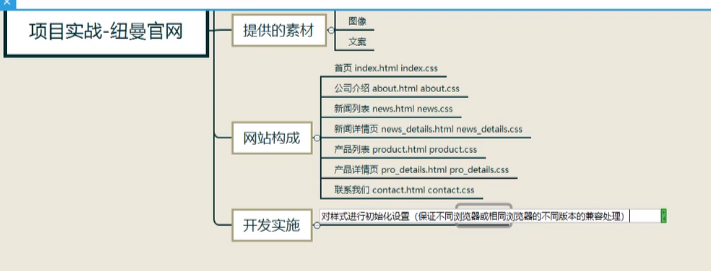 项目实战-纽曼官网
提供的素材
图像
文案
网站构成
首页 index.html index.css
公司介绍 about.html about.css
新闻列表 news.html news.css
新闻详情页 news_details.html news_details.css
产品列表 product.html product.css
产品详情页 pro_details.html pro_details.css
联系我们 contact.html contact.css
开发实施
对样式进行初始化设置（保证不同浏览器或相同浏览器的不同版本的兼容处理）